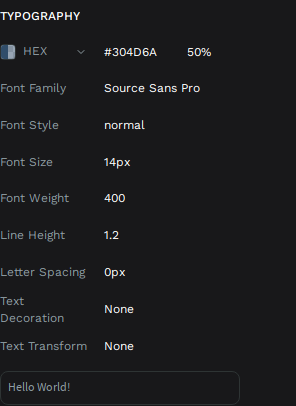 TYPOGRAPHY
HEX #304D6A 50%
Font Family Source Sans Pro
Font Style normal
Font Size 14px
Font Weight 400
Line Height 1.2
Letter Spacing 0px
Text Decoration None
Text Transform None
Hello World!